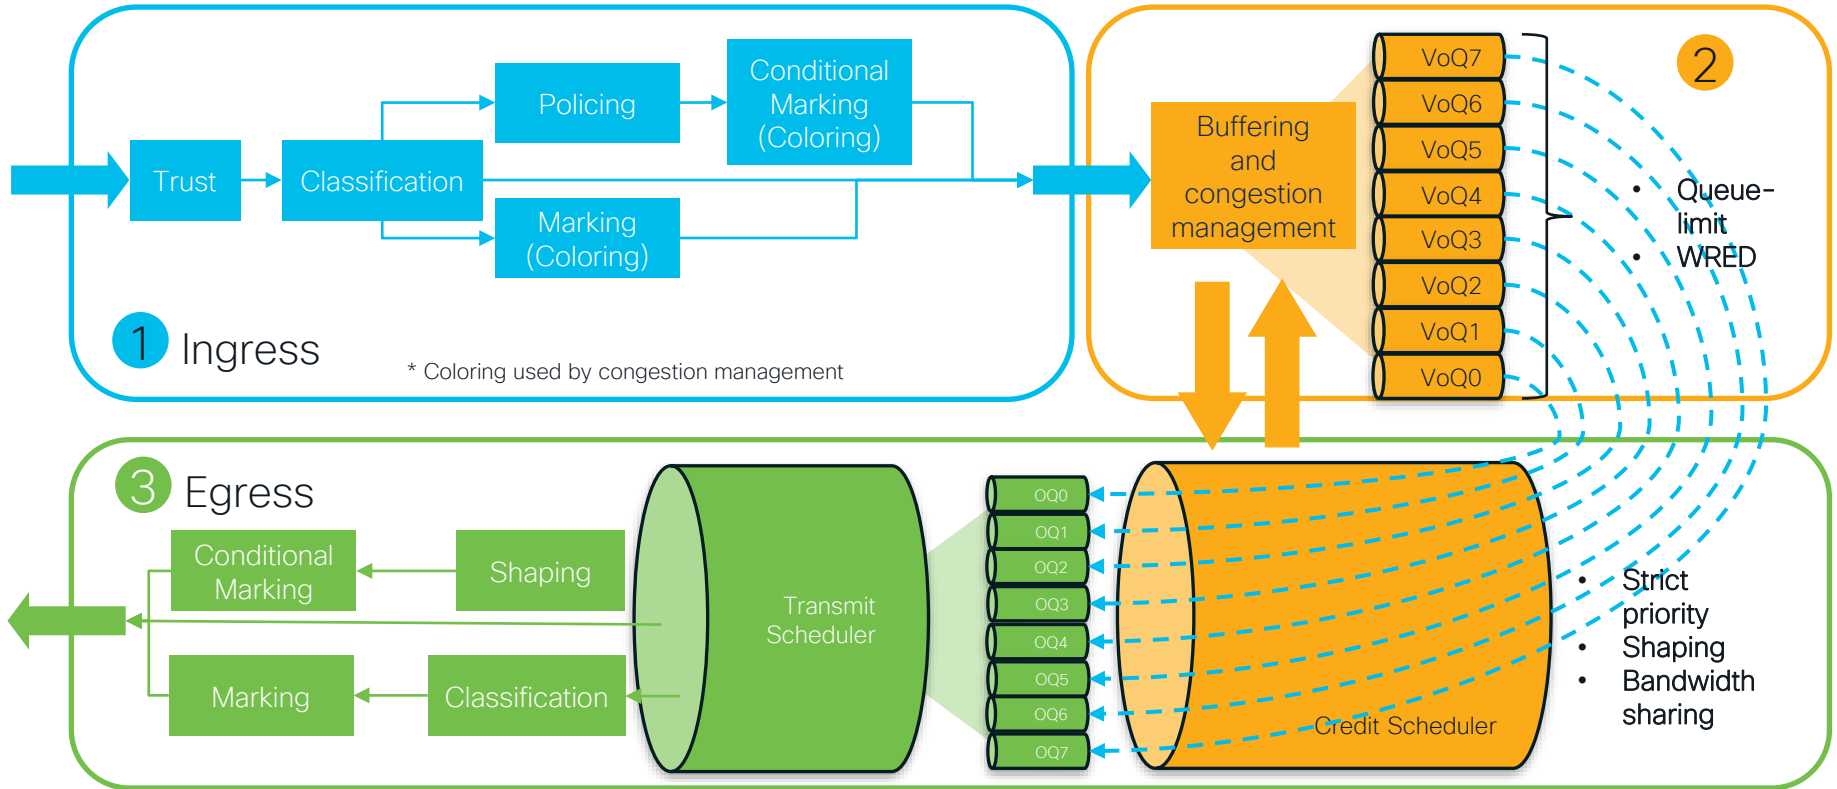 Trust
Classification
Policing
Conditional
Marking
(Coloring)
Marking
(Coloring)
1
Ingress
* Coloring used by congestion management
2
Buffering
and
congestion
management
VoQ7
VoQ6
VoQ5
VoQ4
VoQ3
VoQ2
VoQ1
VoQ0
• Queue-
limit
• WRED
3
Egress
Conditional
Marking
Shaping
Marking
Classification
Transmit
Scheduler
OQ0
OQ1
OQ2
OQ3
OQ4
OQ5
OQ6
OQ7
Credit Scheduler
• Strict
priority
• Shaping
• Bandwidth
sharing